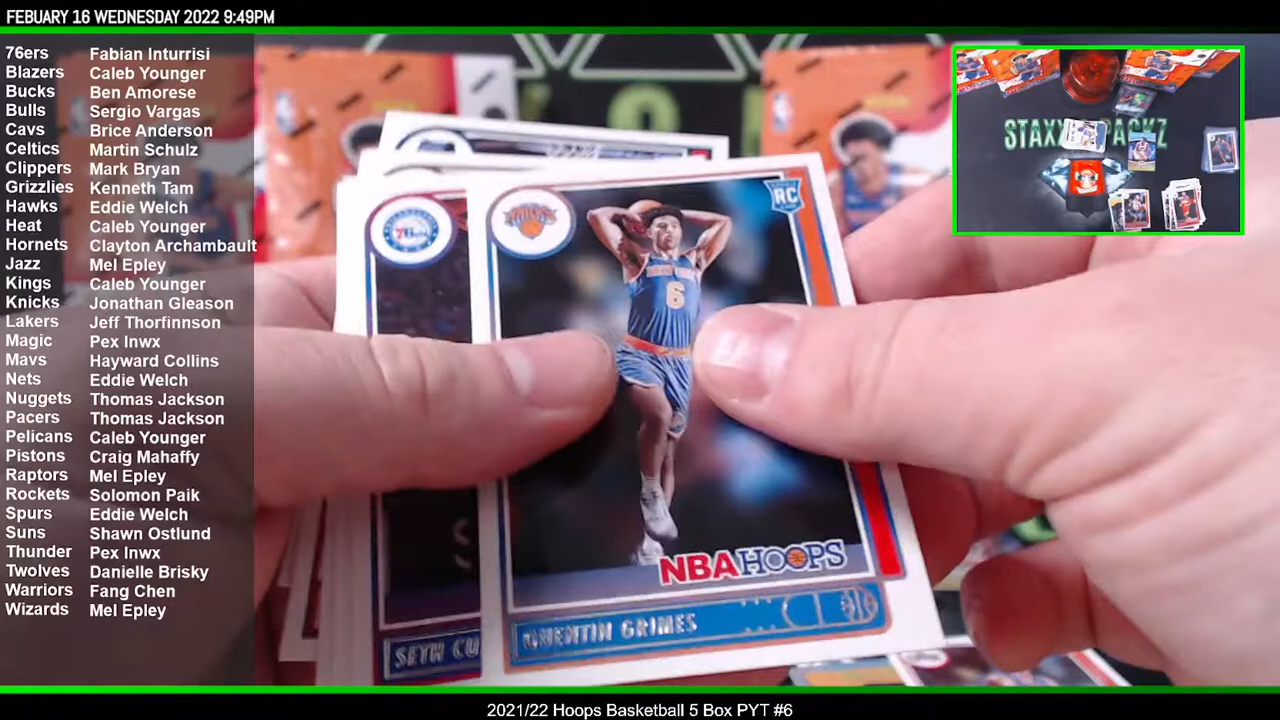 FEBUARY 16 WEDNESDAY 2022 9:49PM
76ers Fabian Inturrisi
Blazers Caleb Younger
Bucks Ben Amorese
Bulls Sergio Vargas
Cavs Brice Anderson
Celtics Martin Schulz
Clippers Mark Bryan
Grizzlies Kenneth Tam
Hawks Eddie Welch
Heat Caleb Younger
Hornets Clayton Archambault
Jazz Mel Epley
Kings Caleb Younger
Knicks Jonathan Gleason
Lakers Jeff Thorfinnson
Magic Pex Inwx
Mavs Hayward Collins
Nets Eddie Welch
Nuggets Thomas Jackson
Pacers Thomas Jackson
Pelicans Caleb Younger
Pistons Craig Mahaffy
Raptors Mel Epley
Rockets Solomon Paik
Spurs Eddie Welch
Suns Shawn Ostlund
Thunder Pex Inwx
Twolves Danielle Brisky
Warriors Fang Chen
Wizards Mel Epley
RC
KNICKS
6
NBA HOOPS
QUENTIN GRIMES
SETH CU
2021/22 Hoops Basketball 5 Box PYT #6